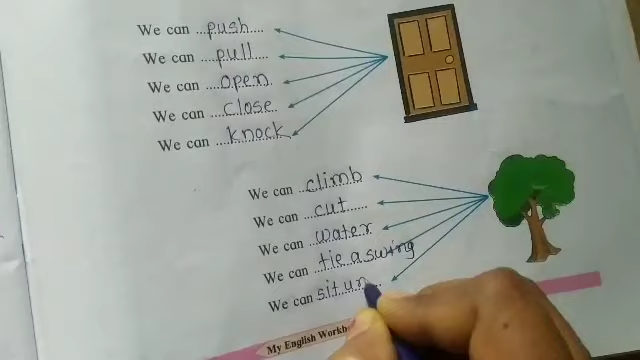 We can push
We can pull
We can open
We can close
We can knock
We can climb
We can cut
We can water
We can tie a swing
We can sit un
My English Workb